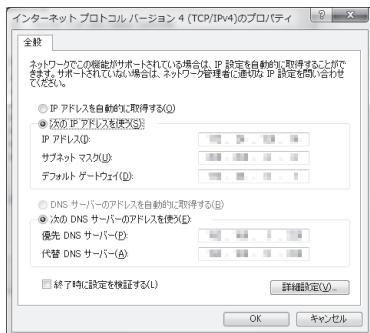 インターネット プロトコル バージョン 4 (TCP/IPv4)のプロパティ
全般
ネットワークでこの機能がサポートされている場合は、IP 設定を自動的に取得することがで
きます。サポートされていない場合は、ネットワーク管理者に適切な IP 設定を問い合わせ
てください。
IP アドレスを自動的に取得する(O)
次の IP アドレスを使う(S):
IP アドレス(I):
サブネット マスク(U):
デフォルト ゲートウェイ(D):
DNS サーバーのアドレスを自動的に取得する(B)
次の DNS サーバーのアドレスを使う(E):
優先 DNS サーバー(P):
代替 DNS サーバー(A):
終了時に設定を検証する(L)
詳細設定(V)...
OK キャンセル